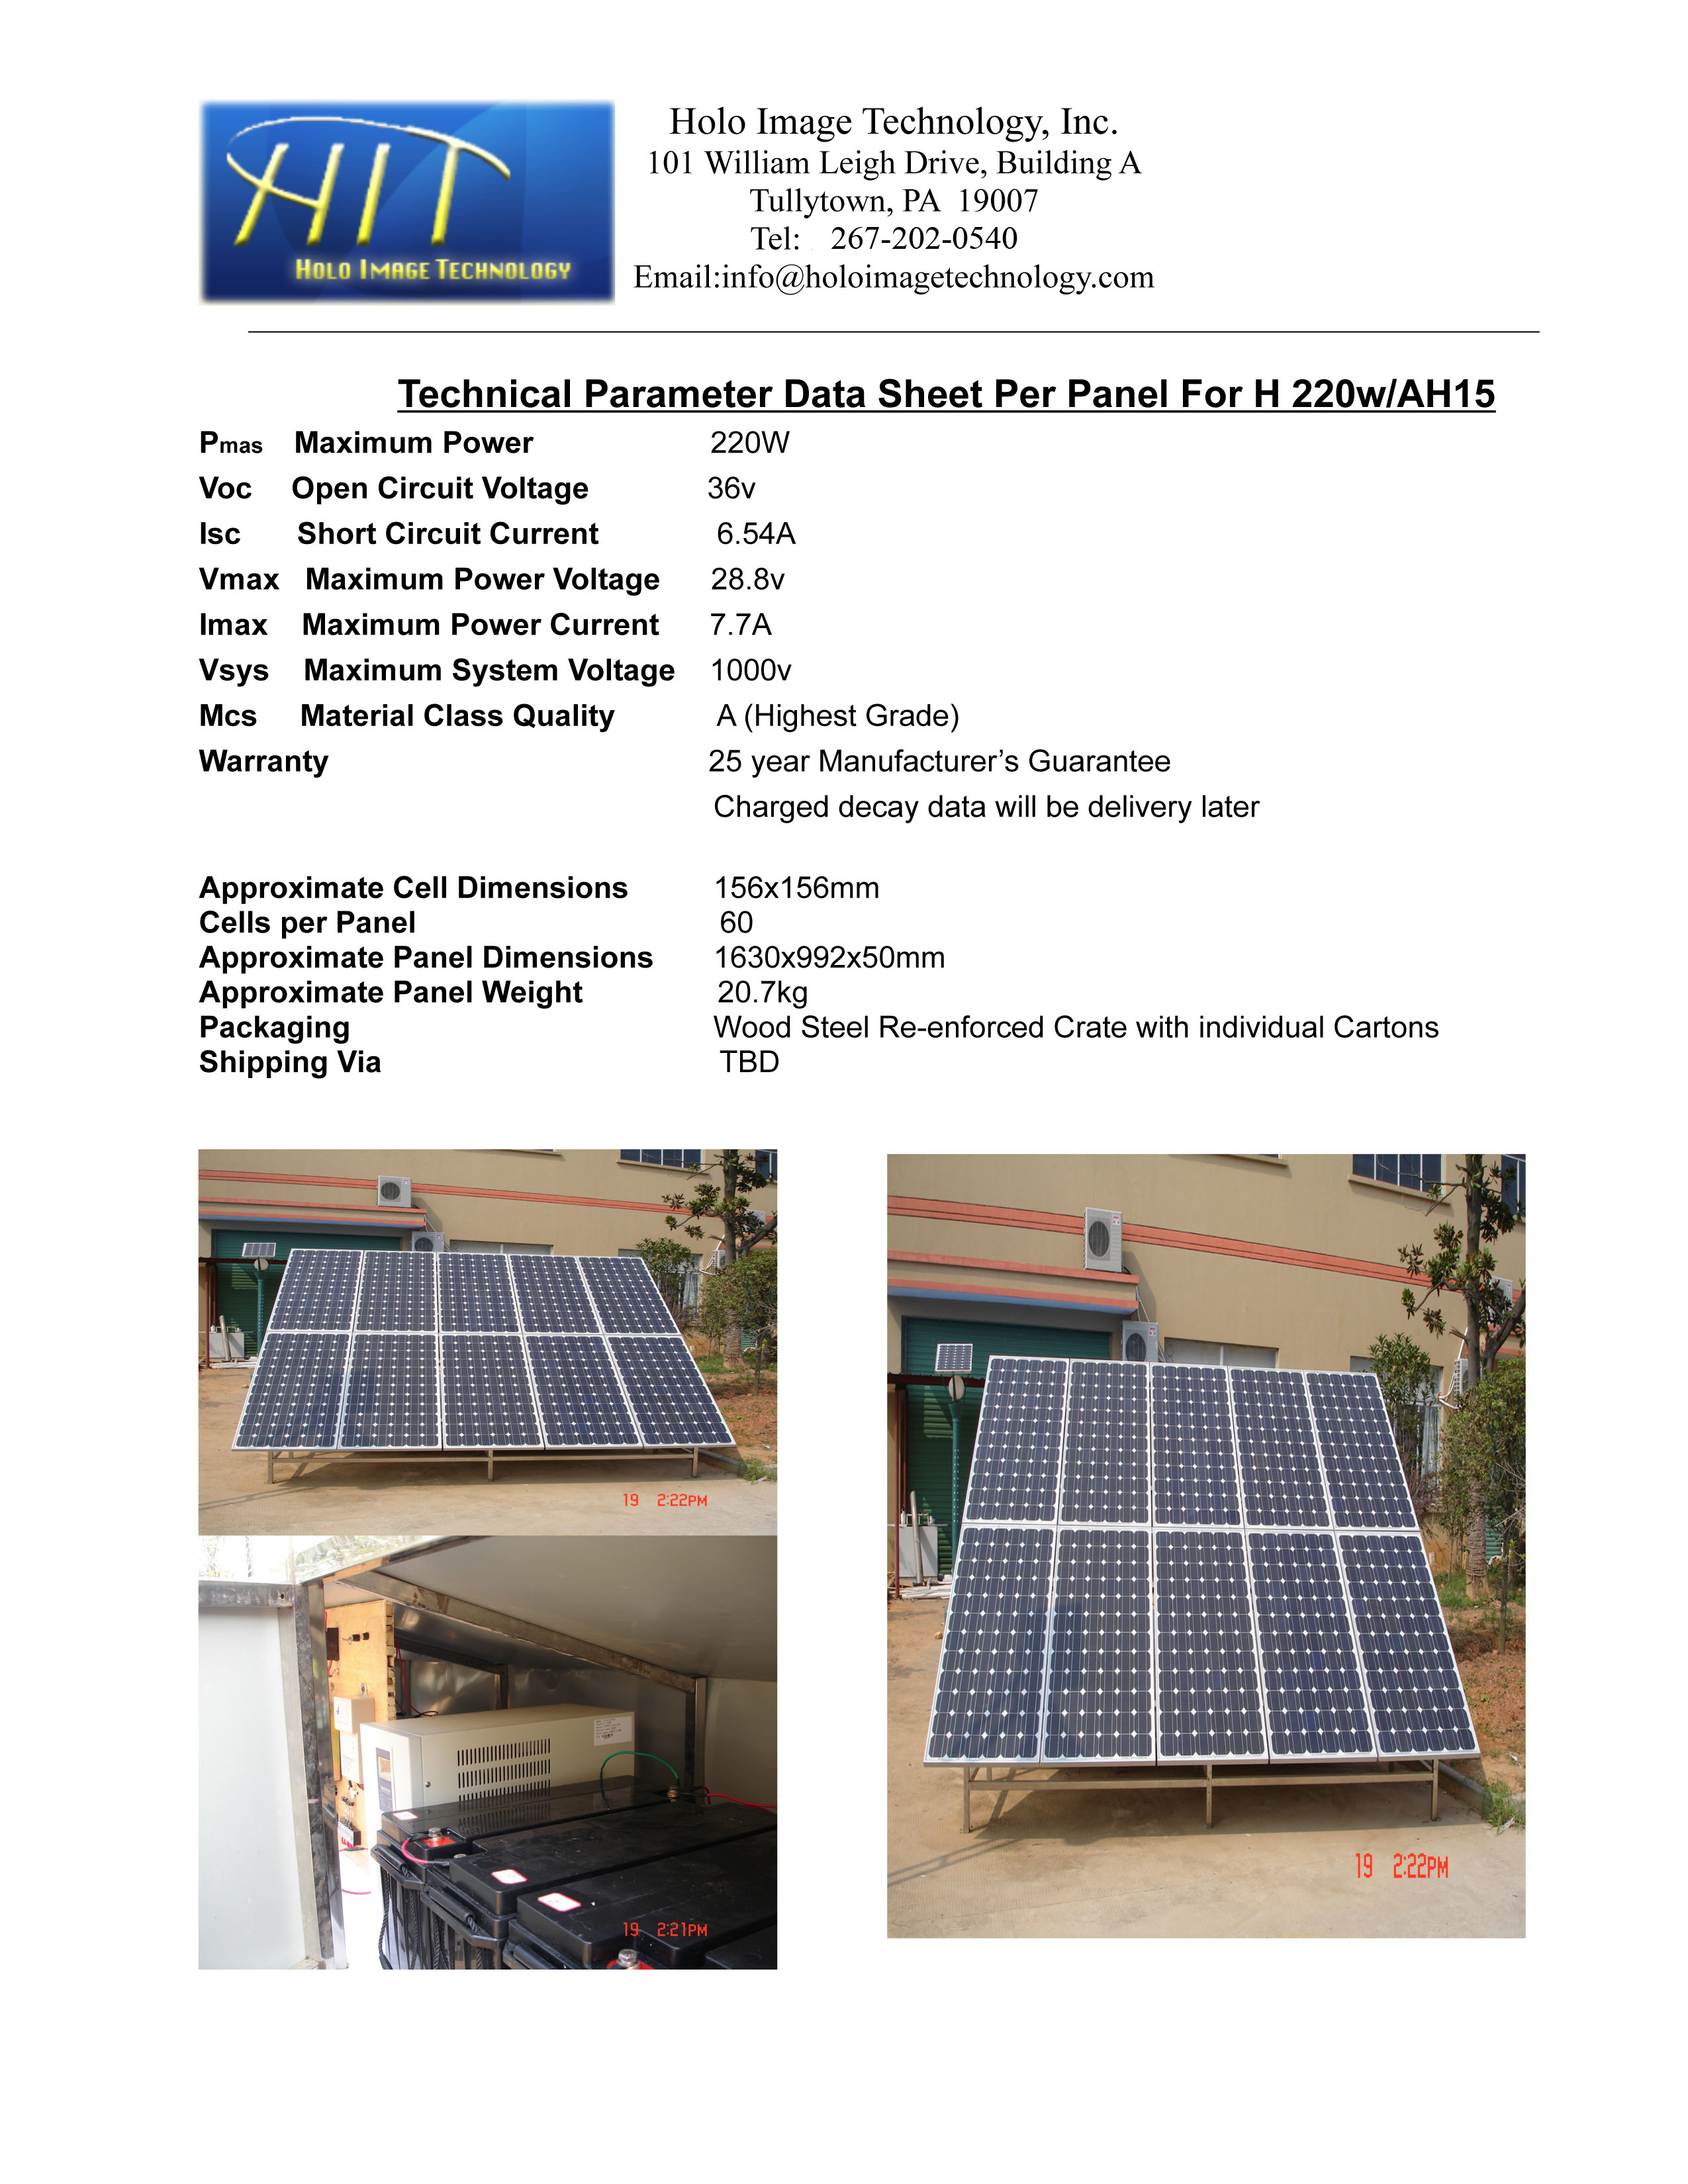 HIT
HOLO IMAGE TECHNOLOGY
Holo Image Technology, Inc.
101 William Leigh Drive, Building A
Tullytown, PA 19007
Tel: 267-202-0540
Email:info@holoimagetechnology.com
Technical Parameter Data Sheet Per Panel For H 220w/AH15
Pmas Maximum Power 220W
Voc Open Circuit Voltage 36v
Isc Short Circuit Current 6.54A
Vmax Maximum Power Voltage 28.8v
Imax Maximum Power Current 7.7A
Vsys Maximum System Voltage 1000v
Mcs Material Class Quality A (Highest Grade)
Warranty 25 year Manufacturer’s Guarantee
Charged decay data will be delivery later
Approximate Cell Dimensions 156x156mm
Cells per Panel 60
Approximate Panel Dimensions 1630x992x50mm
Approximate Panel Weight 20.7kg
Packaging Wood Steel Re-enforced Crate with individual Cartons
Shipping Via TBD
19 2:22PM
19 2:21PM
19 2:22PM